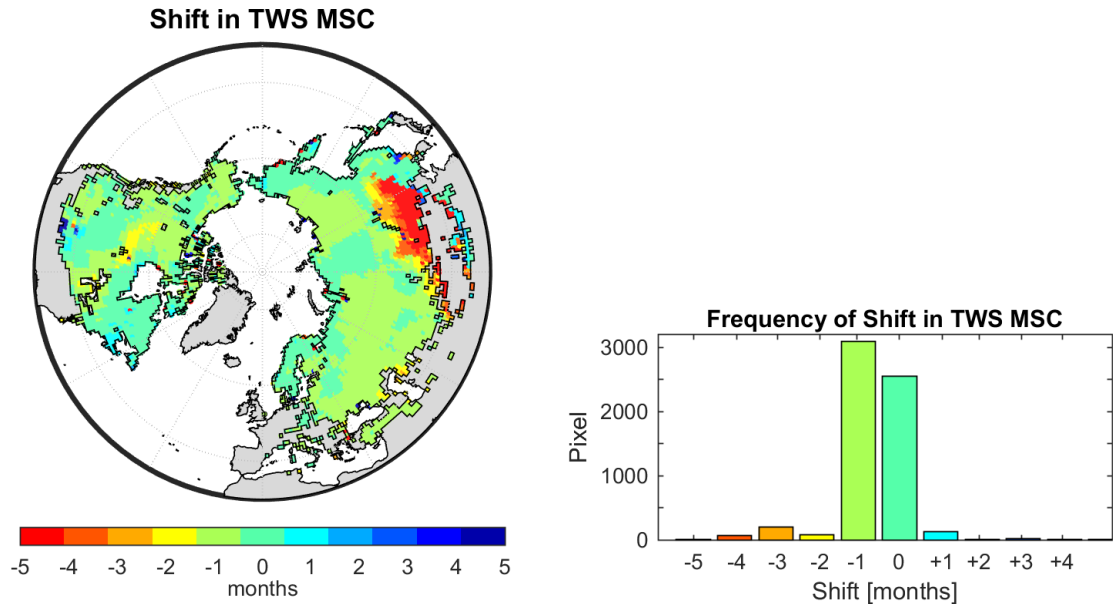 Shift in TWS MSC
-5 -4 -3 -2 -1 0 1 2 3 4 5
months
Frequency of Shift in TWS MSC
3000
2000
1000
0
Pixel
-5 -4 -3 -2 -1 0 +1 +2 +3 +4
Shift [months]